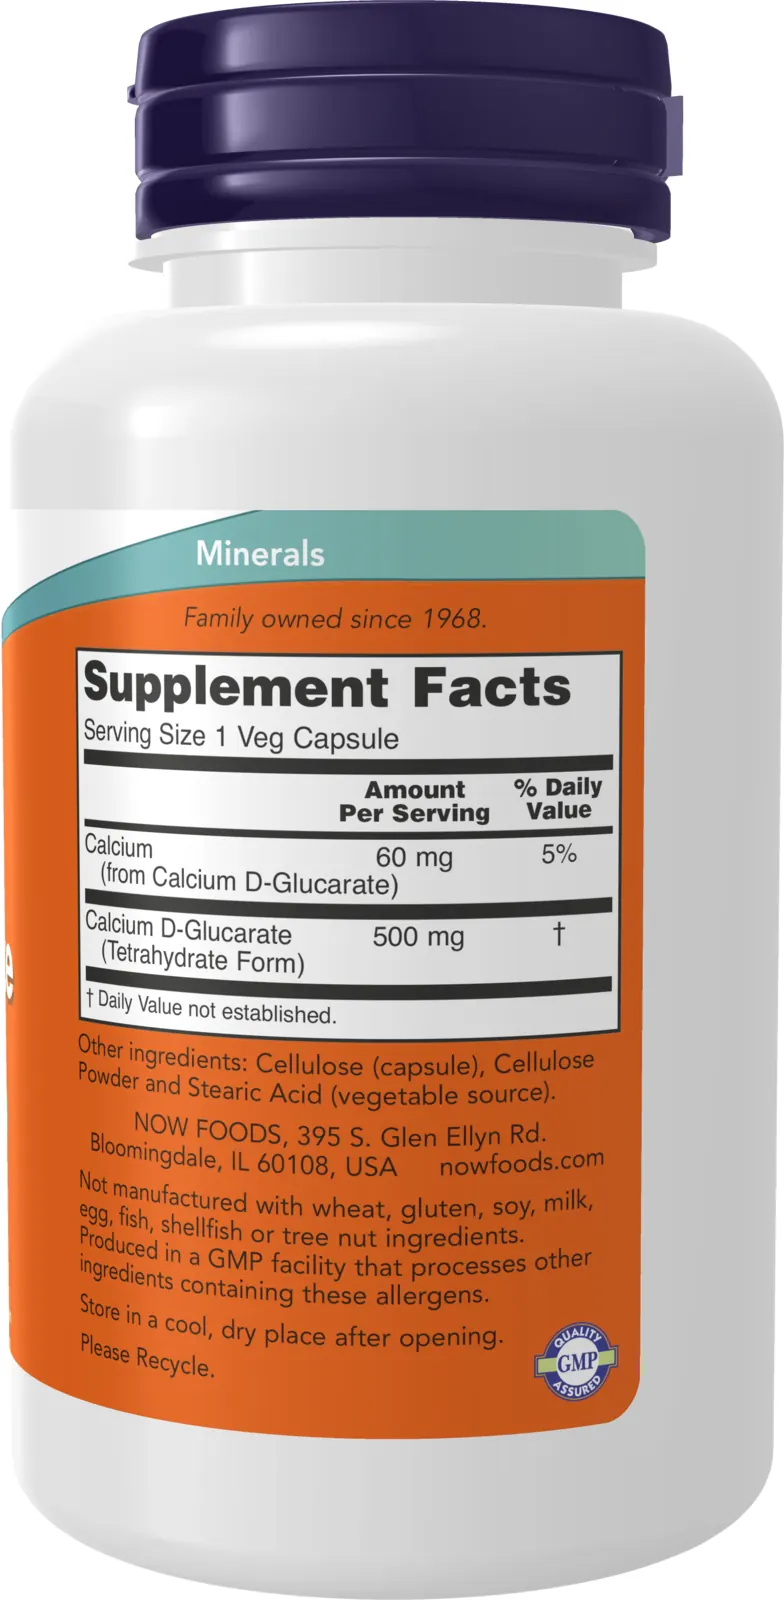 Minerals
Family owned since 1968.
Supplement Facts
Serving Size 1 Veg Capsule
Amount Per Serving
% Daily Value
Calcium 60 mg 5%
(from Calcium D-Glucarate)
Calcium D-Glucarate 500 mg †
(Tetrahydrate Form)
† Daily Value not established.
Other ingredients: Cellulose (capsule), Cellulose
Powder and Stearic Acid (vegetable source).
NOW FOODS, 395 S. Glen Ellyn Rd.
Bloomingdale, IL 60108, USA nowfoods.com
Not manufactured with wheat, gluten, soy, milk,
egg, fish, shellfish or tree nut ingredients.
Produced in a GMP facility that processes other
ingredients containing these allergens.
Store in a cool, dry place after opening.
Please Recycle.
QUALITY
GMP
ASSURED